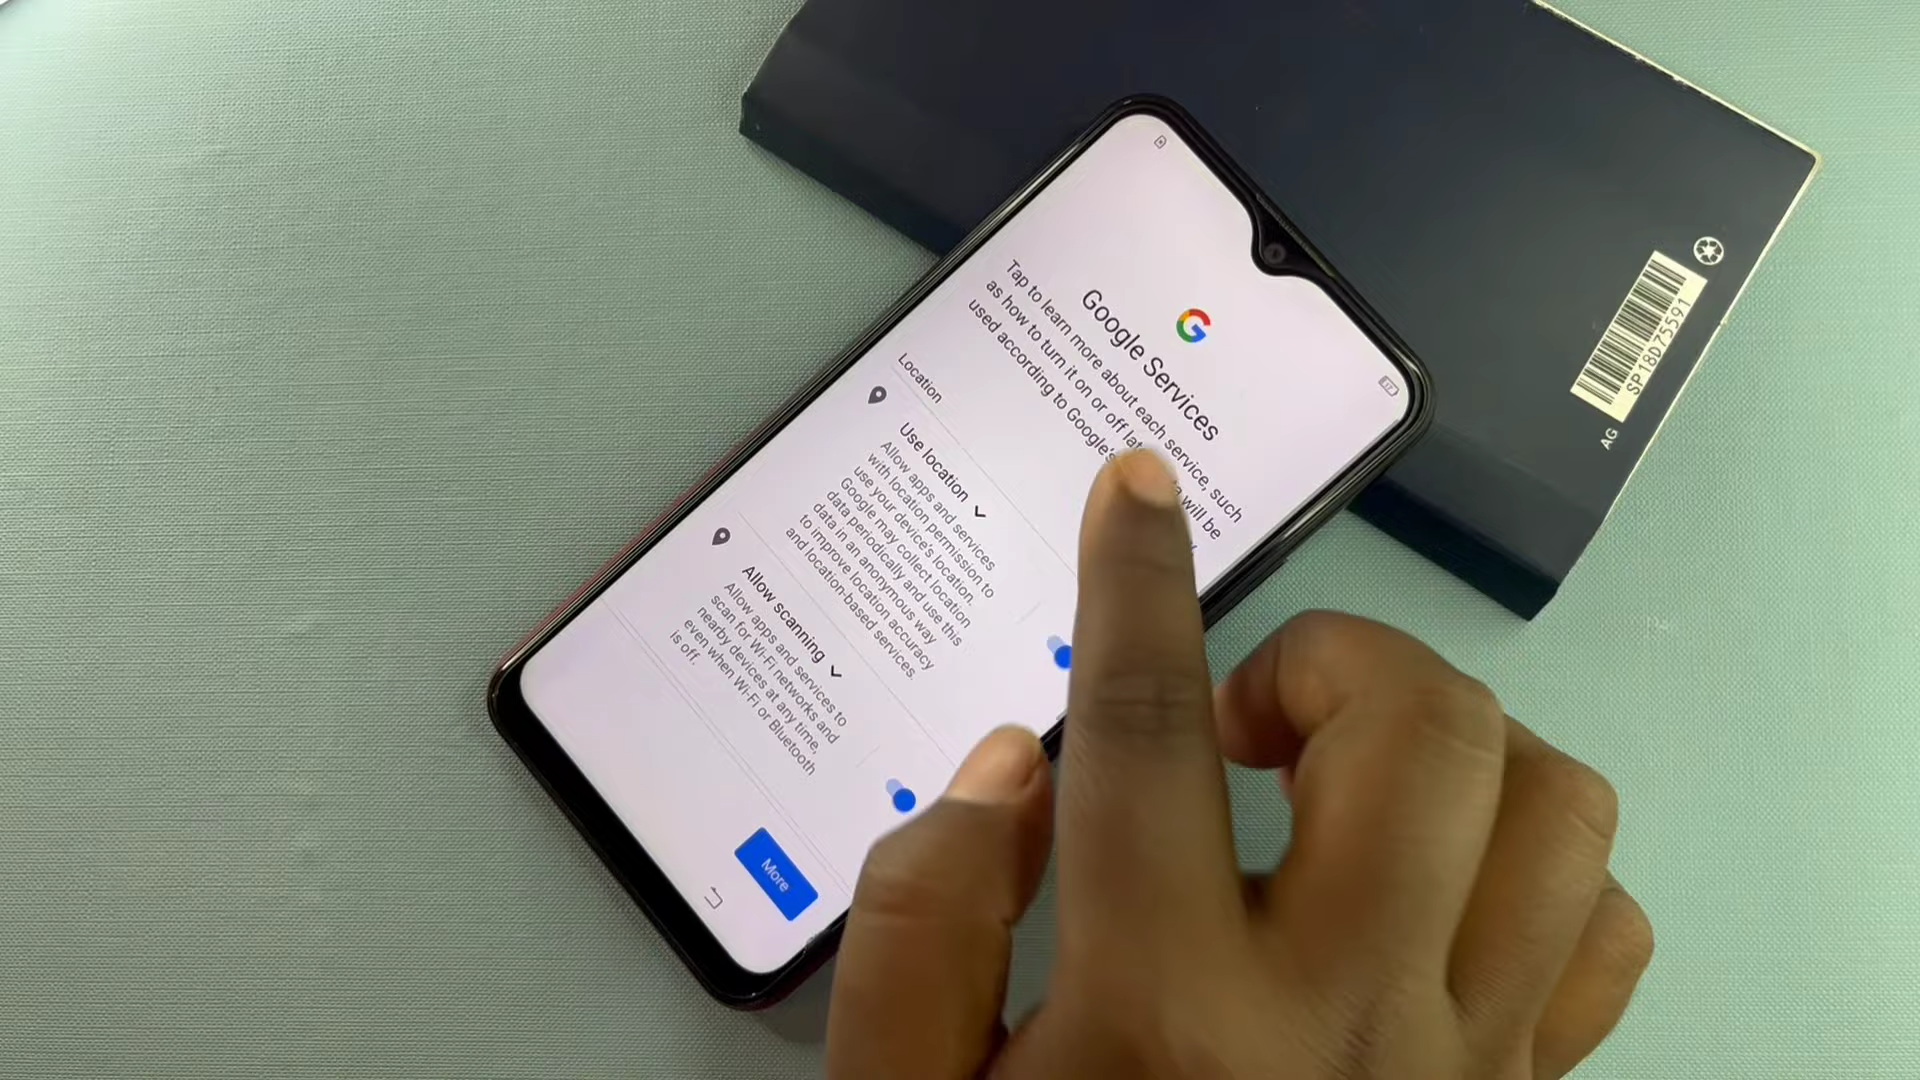 Google Services
Tap to learn more about each service, such
as how to turn it on or off
used according to Google's will be
Location
Use location
Allow apps and services
with location permission to
use your device's location.
Google may collect location
data periodically and use this
data in an anonymous way
to improve location accuracy
and location-based services.
Allow scanning
Allow apps and services to
scan for Wi-Fi networks and
nearby devices at any time,
even when Wi-Fi or Bluetooth
is off.
More
SP18D75591
AG